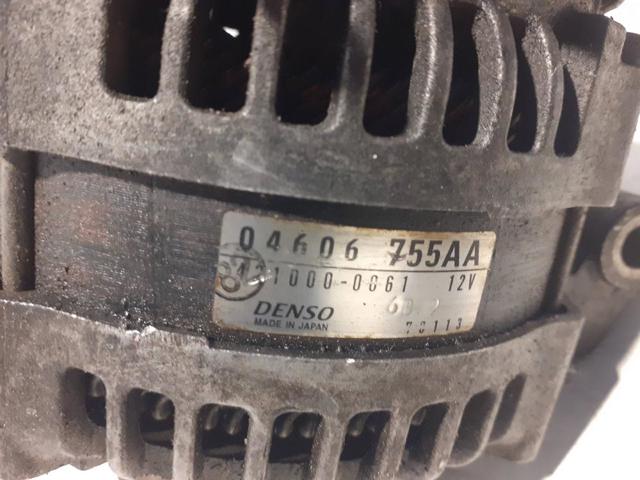 04606 755AA
421000-0061 12V
DENSO
MADE IN JAPAN